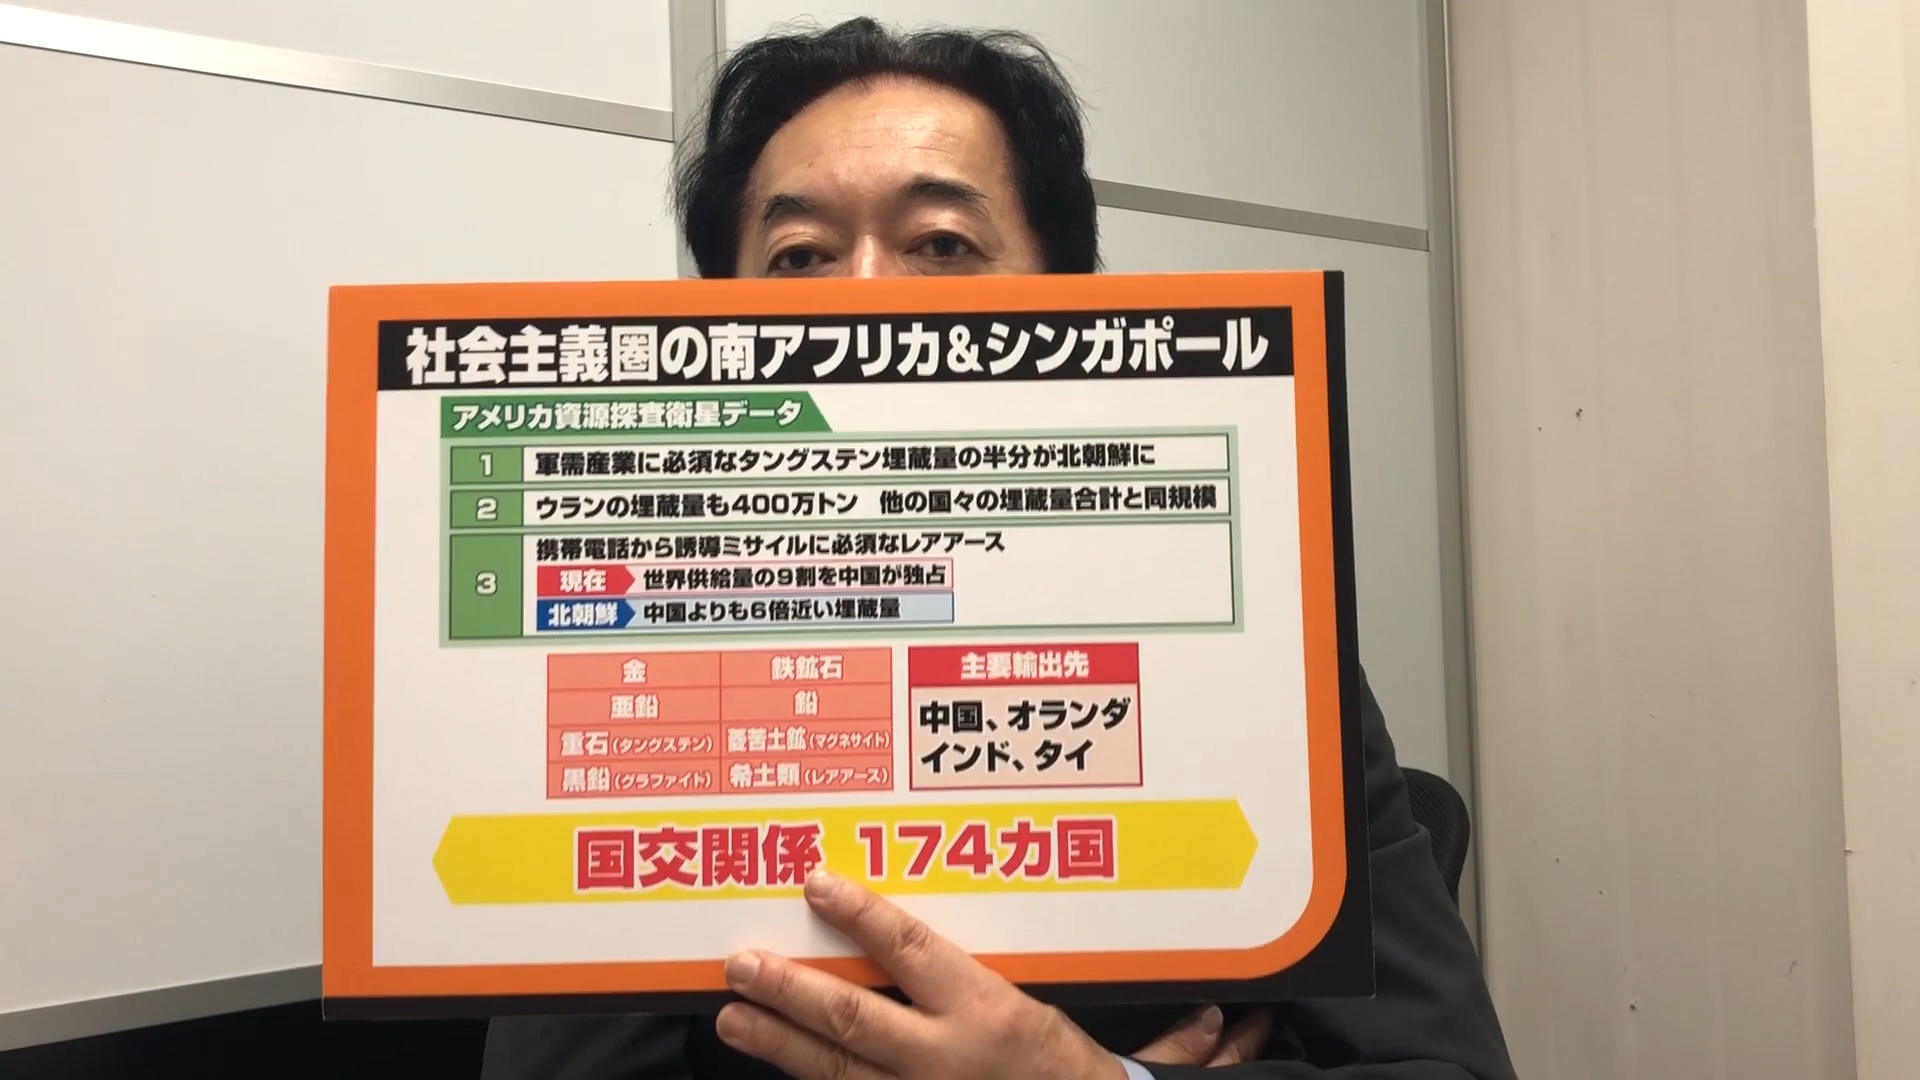 社会主義圏の南アフリカ&シンガポール
アメリカ資源探査衛星データ
1 軍需産業に必須なタングステン埋蔵量の半分が北朝鮮に
2 ウランの埋蔵量も400万トン 他の国々の埋蔵量合計と同規模
3 携帯電話から誘導ミサイルに必須なレアアース
現在 世界供給量の9割を中国が独占
北朝鮮 中国よりも6倍近い埋蔵量
金 鉄鉱石
亜鉛 鉛
重石(タングステン) 菱苦土鉱(マグネサイト)
黒鉛(グラファイト) 希土類(レアアース)
主要輸出先
中国、オランダ
インド、タイ
国交関係 174カ国